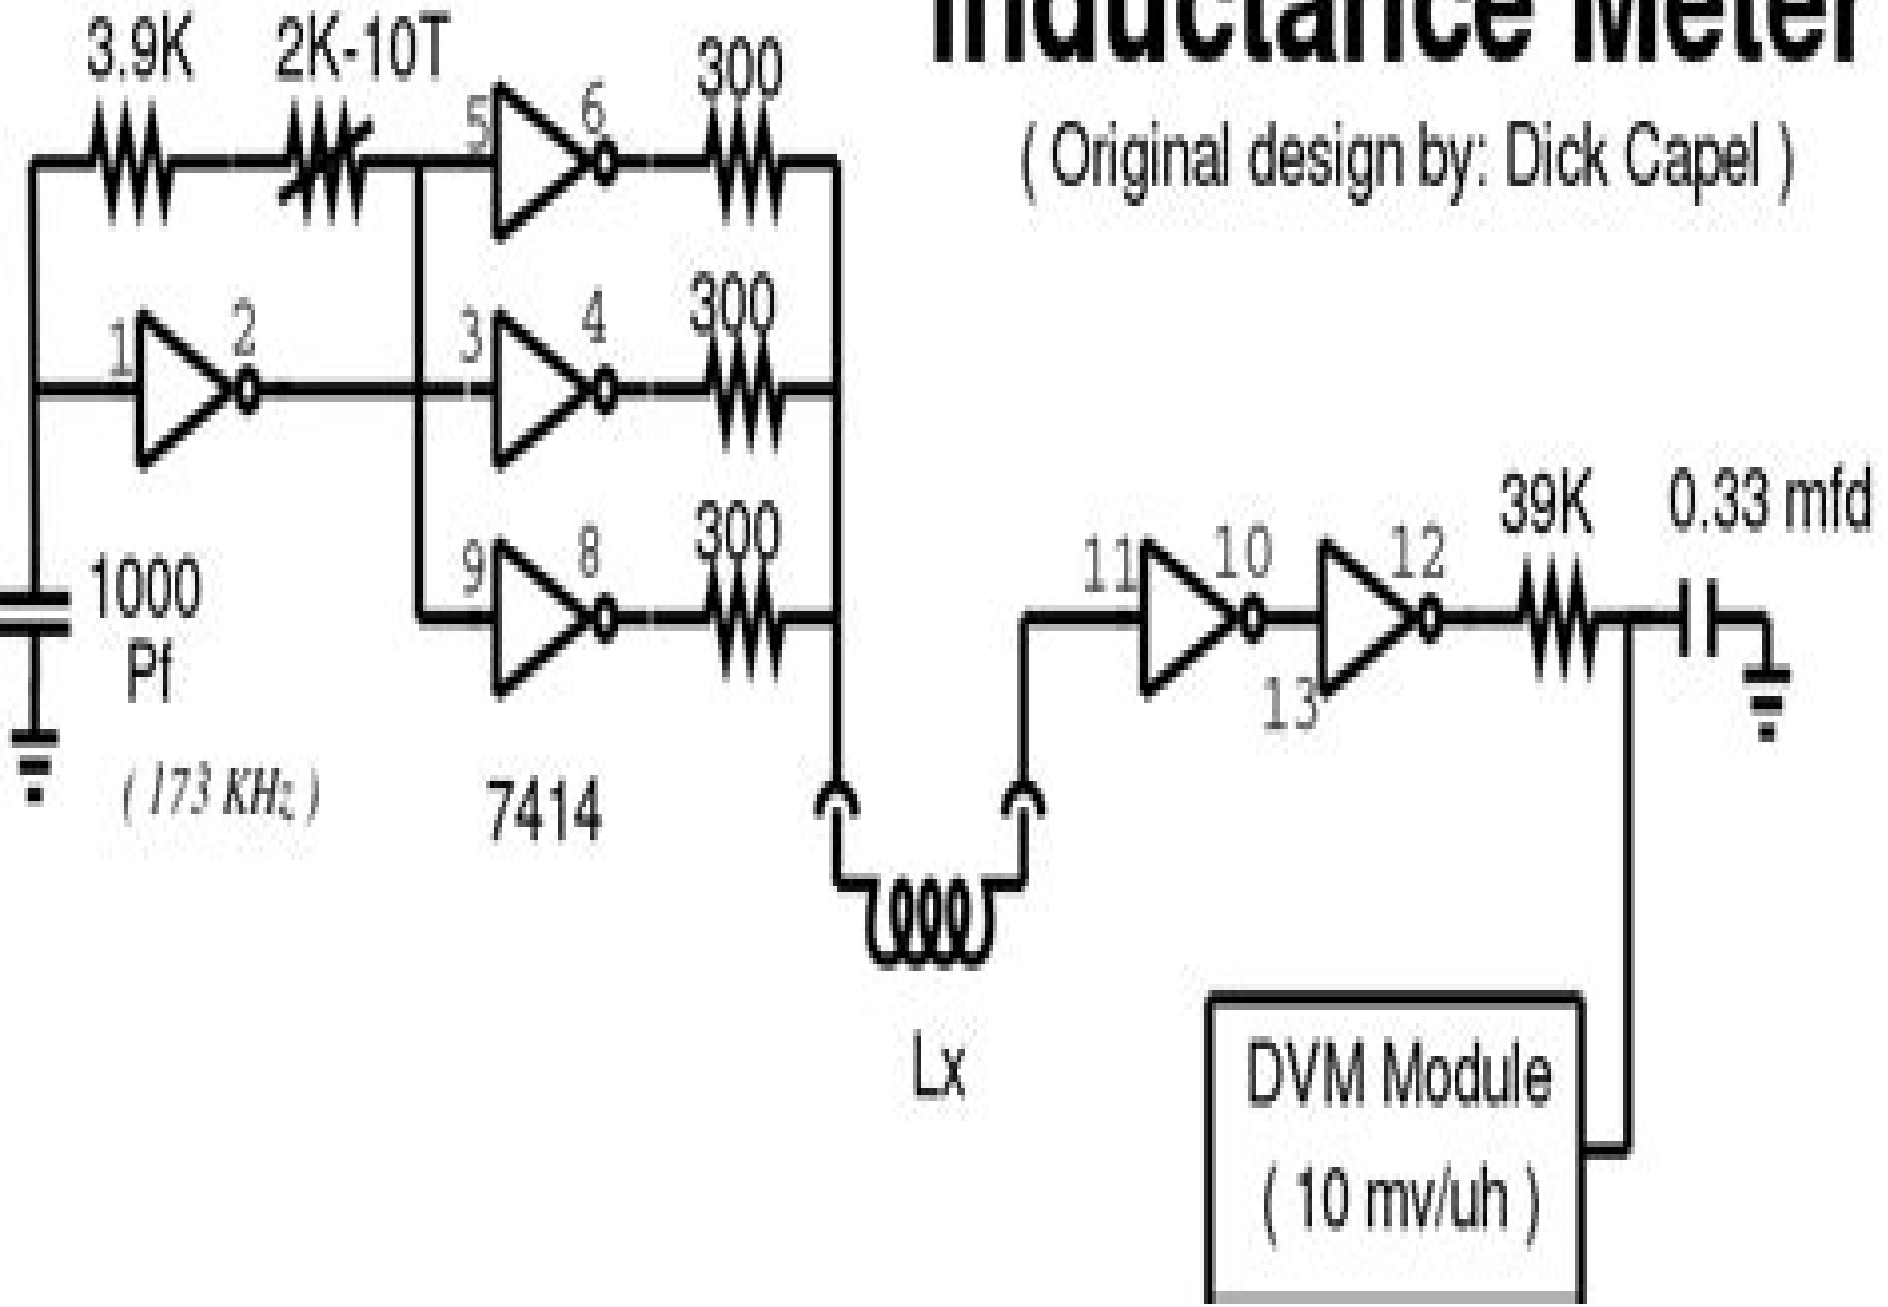 Inductance Meter
( Original design by: Dick Capel )
3.9K
2K-10T
300
5
6
300
1
2
3
4
300
9
8
1000
Pf
( 173 KHz )
7414
11
10
13
12
39K
0.33 mfd
Lx
DVM Module
( 10 mv/uh )